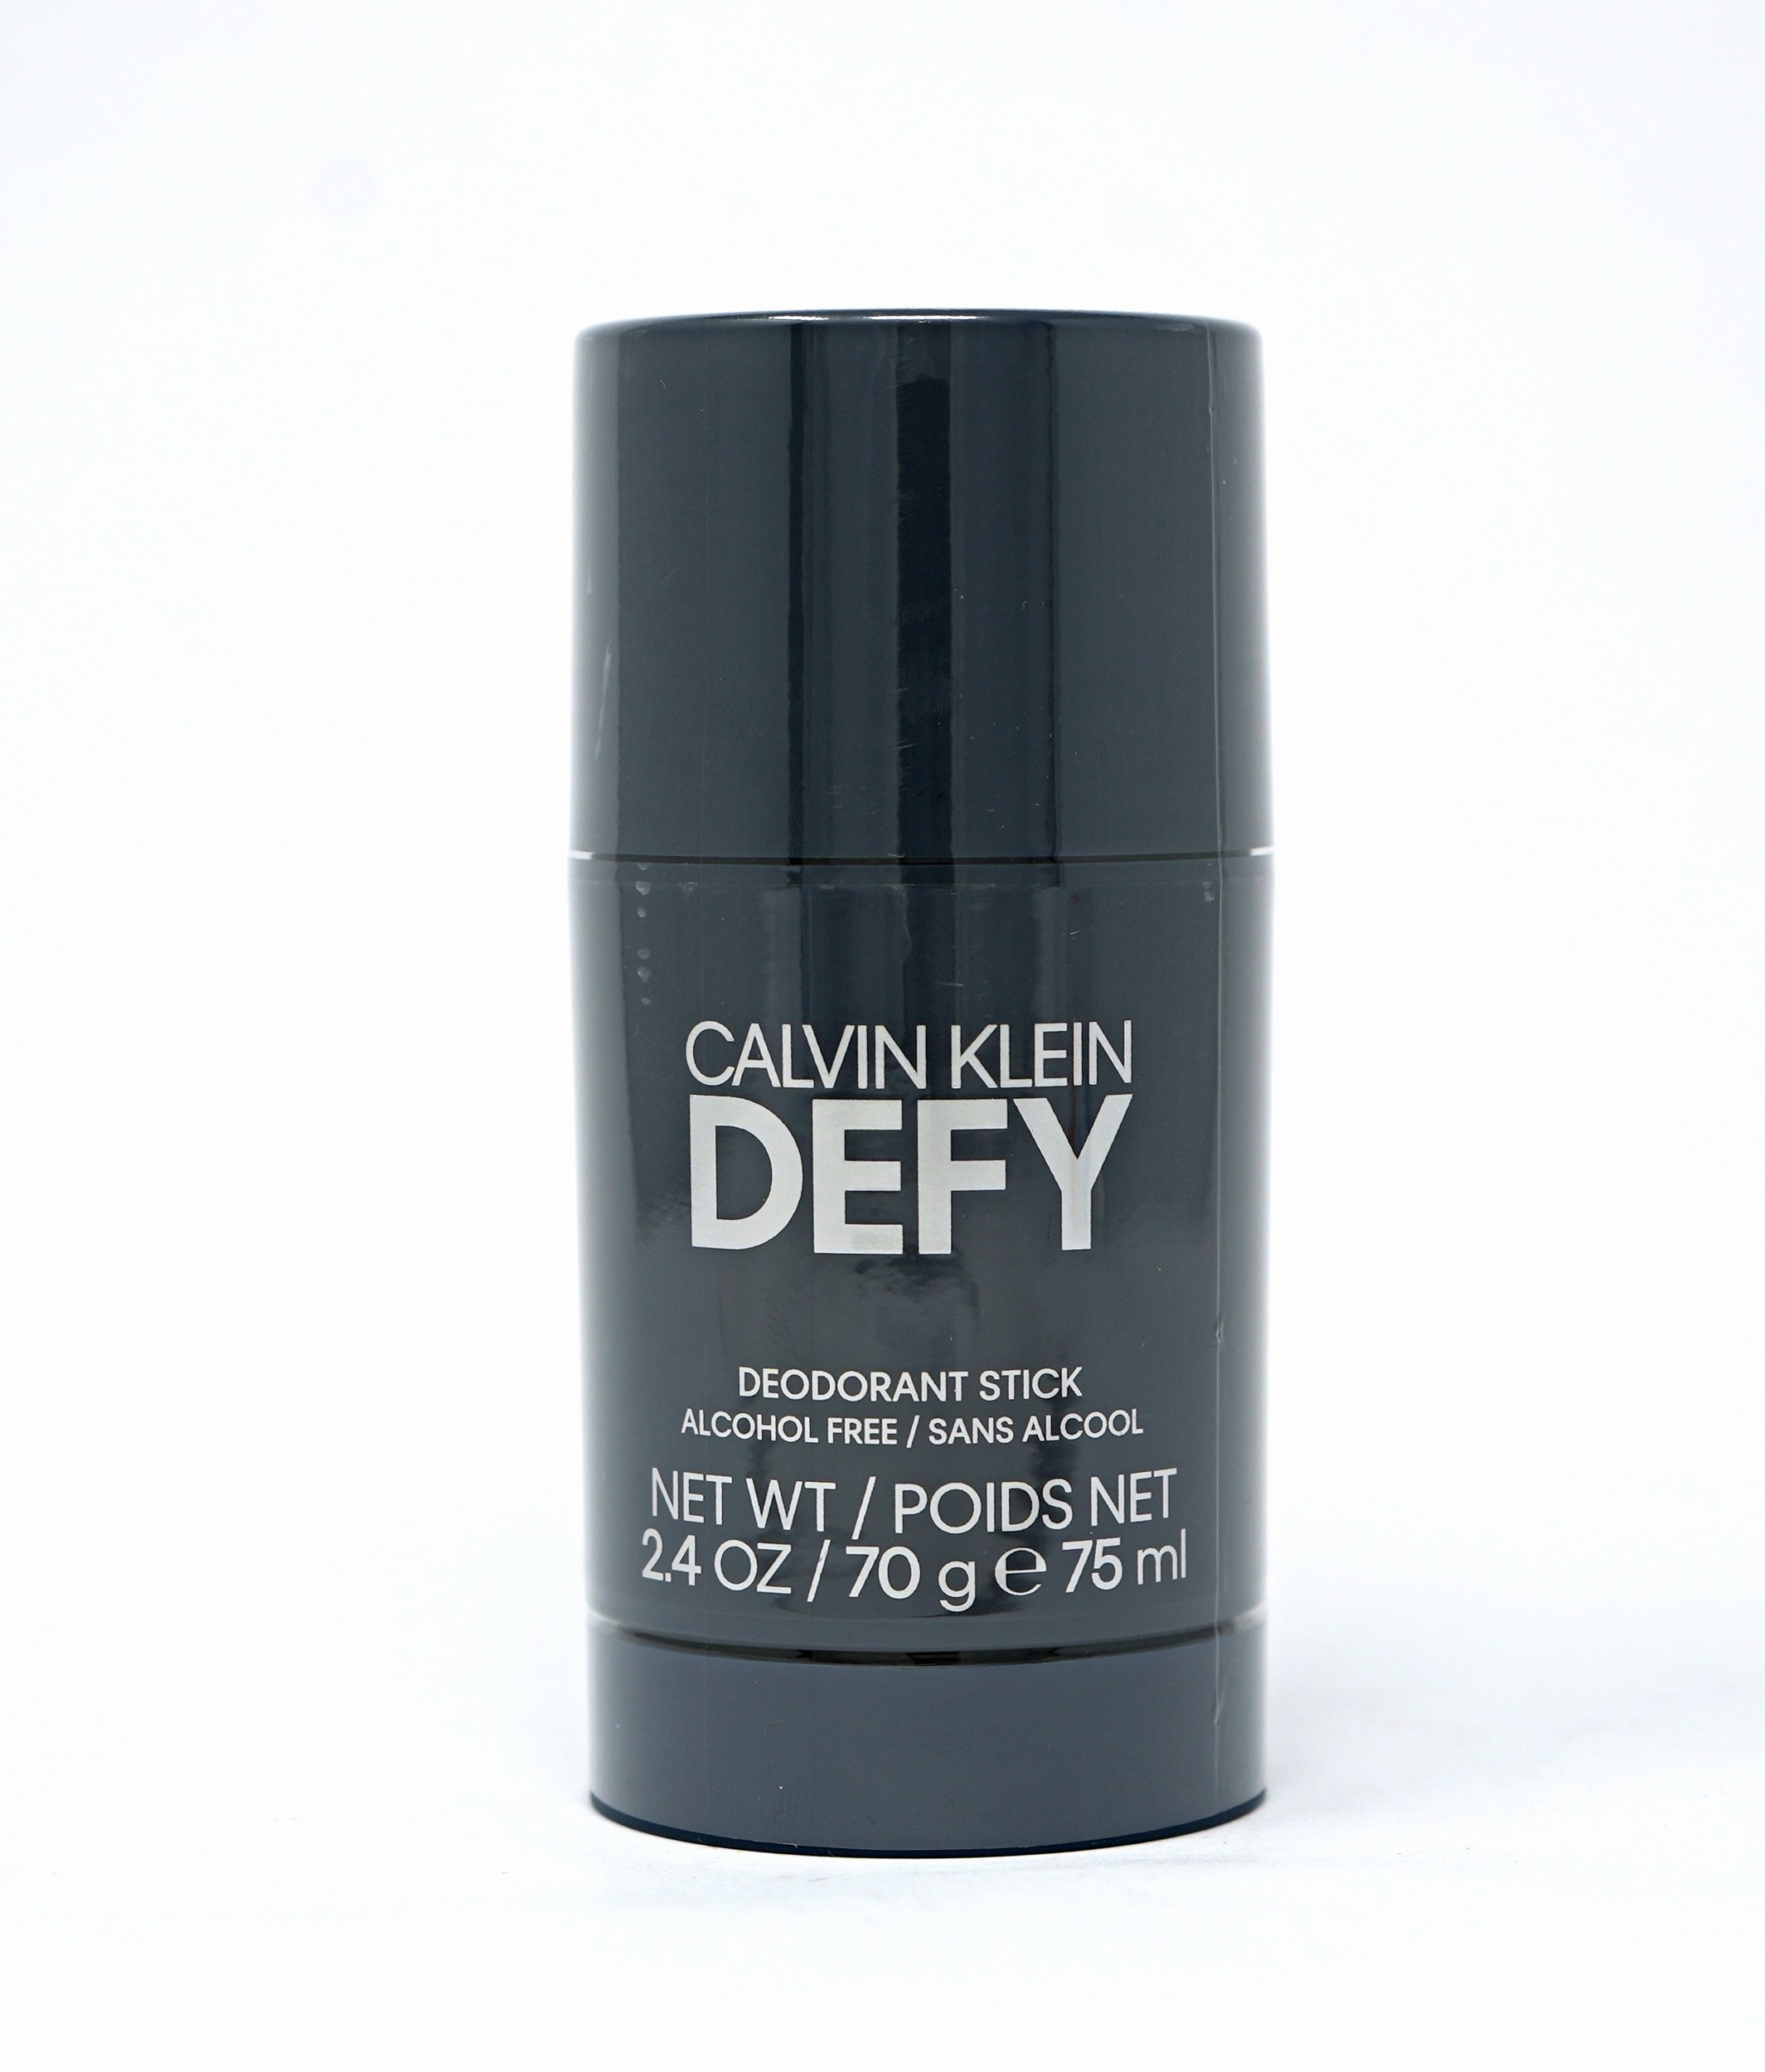 CALVIN KLEIN
DEFY
DEODORANT STICK
ALCOHOL FREE / SANS ALCOOL
NET WT / POIDS NET
2.4 OZ / 70 g ℮ 75 ml